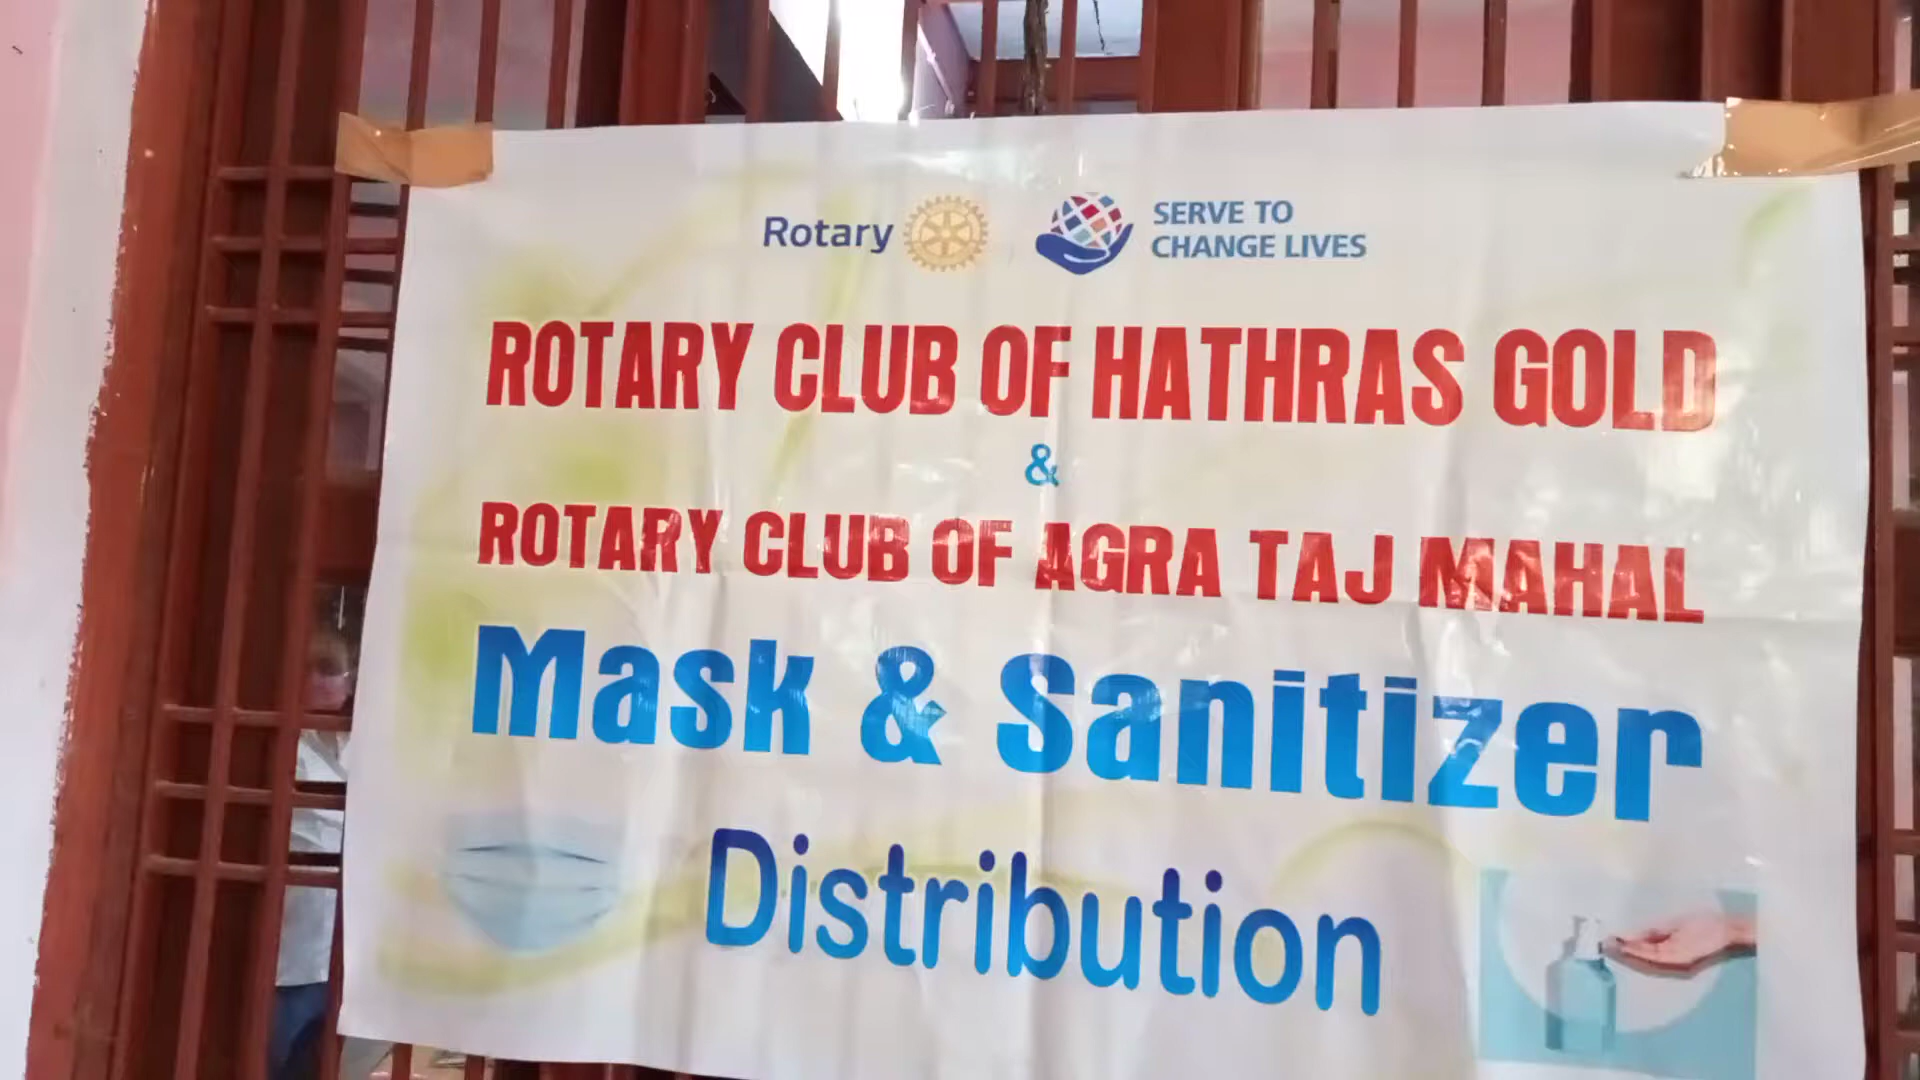 Rotary
SERVE TO
CHANGE LIVES
ROTARY CLUB OF HATHRAS GOLD
&
ROTARY CLUB OF AGRA TAJ MAHAL
Mask & Sanitizer
Distribution